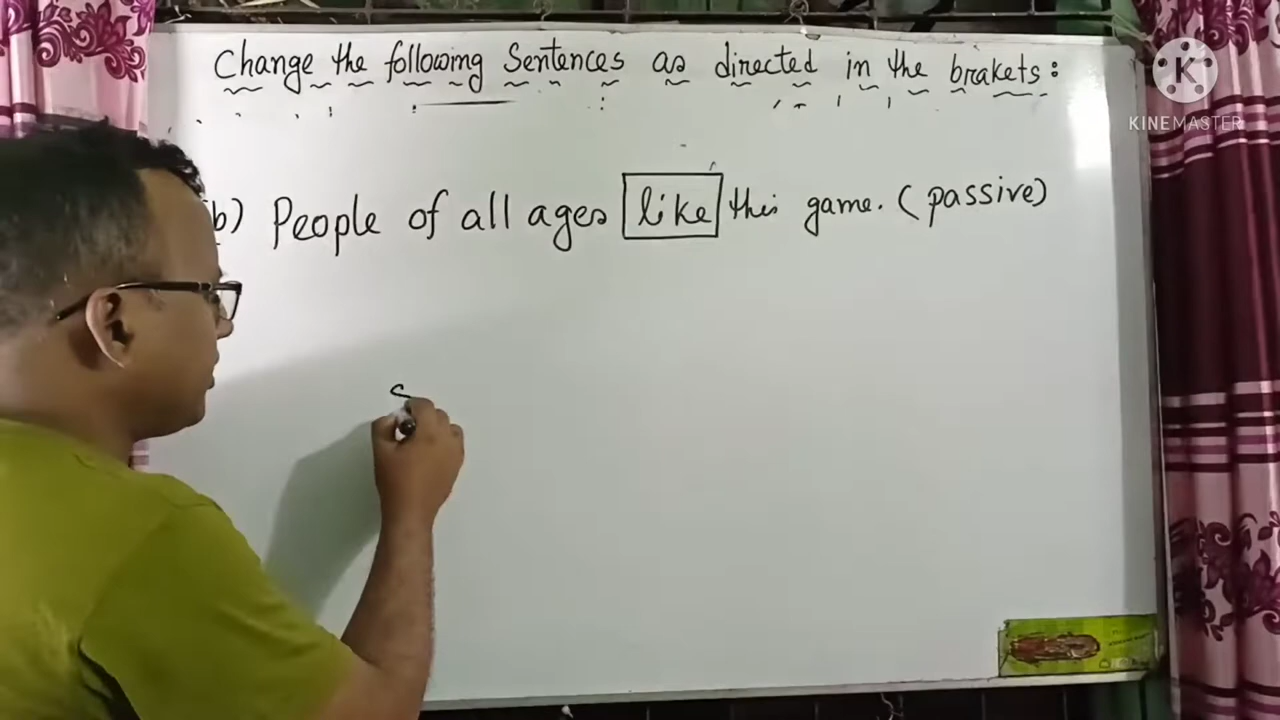 Change the following Sentences as directed in the brakets:
b) People of all ages like this game. (passive)
S
K
KINEMASTER